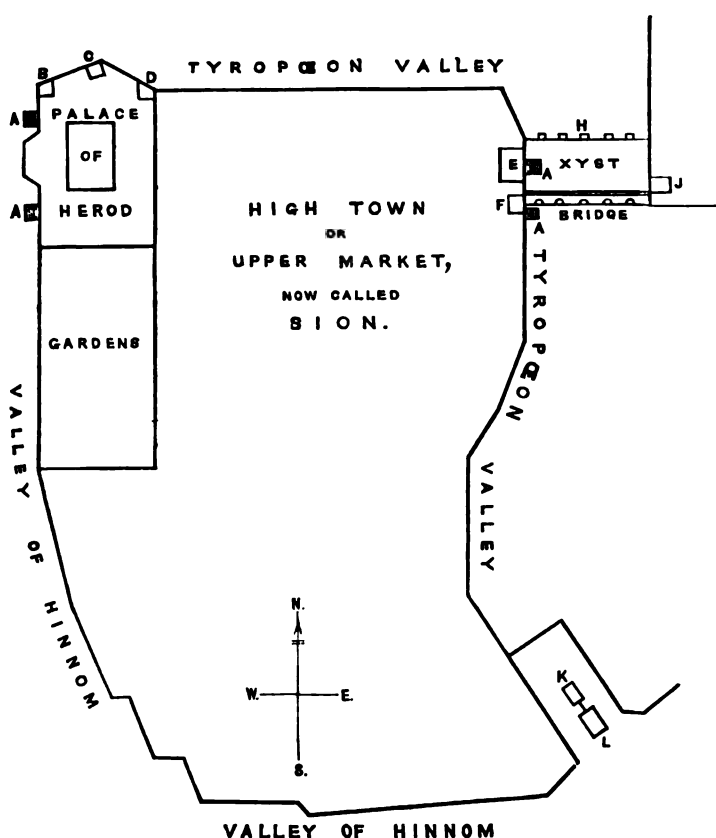 C
B
D
TYROPŒON VALLEY
A
PALACE
OF
HEROD
A
H
E
XYST
A
J
F
BRIDGE
A
HIGH TOWN
OR
UPPER MARKET,
NOW CALLED
SION.
GARDENS
TYROPŒON
VALLEY
VALLEY OF HINNOM
N.
W.
E.
S.
K
L
VALLEY OF HINNOM